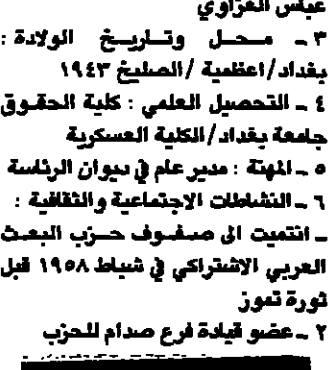 عباس العزاوي
٣ ـ محل وتاريخ الولادة :
بغداد/ اعظمية /الصليخ ١٩٤٣
٤ ـ التحصيل العلمي : كلية الحقوق
جامعة بغداد/ الكلية العسكرية
٥ ـ المهنة : مدير عام في ديوان الرئاسة
٦ ـ النشاطات الاجتماعية والثقافية :
ـ انتميت الى صفوف حزب البعث
العربي الاشتراكي في شباط ١٩٥٨ قبل
ثورة تموز
٢ ـ عضو قيادة فرع صدام للحزب